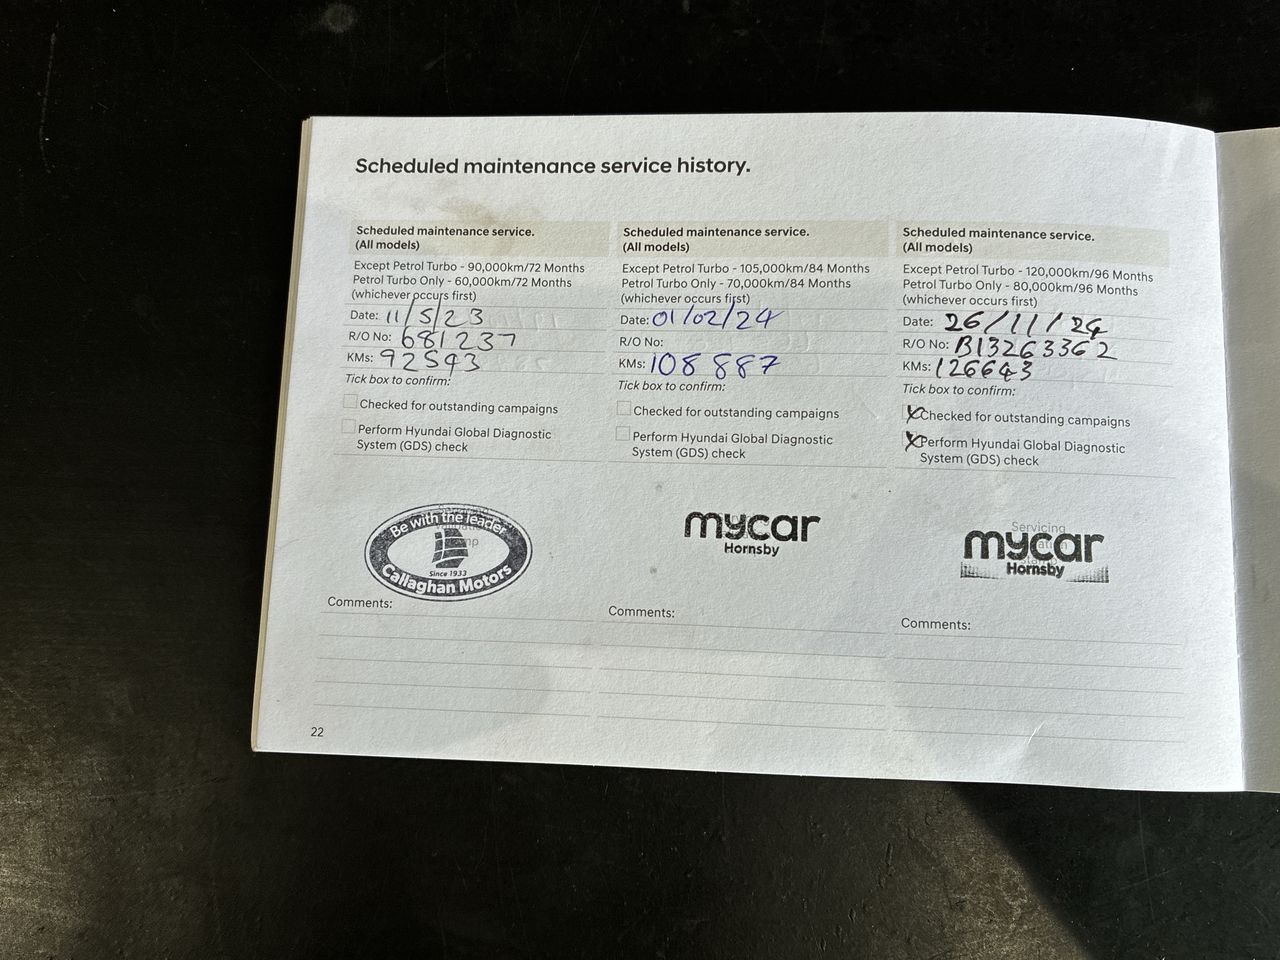 Scheduled maintenance service history.
Scheduled maintenance service.
(All models)
Except Petrol Turbo - 90,000km/72 Months
Petrol Turbo Only - 60,000km/72 Months
(whichever occurs first)
Date: 11/5/23
R/O No: 681237
KMs: 92593
Tick box to confirm:
Checked for outstanding campaigns
Perform Hyundai Global Diagnostic
System (GDS) check
Be with the leader
Since 1933
Callaghan Motors
Comments:
Scheduled maintenance service.
(All models)
Except Petrol Turbo - 105,000km/84 Months
Petrol Turbo Only - 70,000km/84 Months
(whichever occurs first)
Date: 01/02/24
R/O No:
KMs: 108 887
Tick box to confirm:
Checked for outstanding campaigns
Perform Hyundai Global Diagnostic
System (GDS) check
mycar
Hornsby
Comments:
Scheduled maintenance service.
(All models)
Except Petrol Turbo - 120,000km/96 Months
Petrol Turbo Only - 80,000km/96 Months
(whichever occurs first)
Date: 26/11/24
R/O No: B13263362
KMs: 126643
Tick box to confirm:
Checked for outstanding campaigns
Perform Hyundai Global Diagnostic
System (GDS) check
Servicing
mycar
Hornsby
Comments:
22